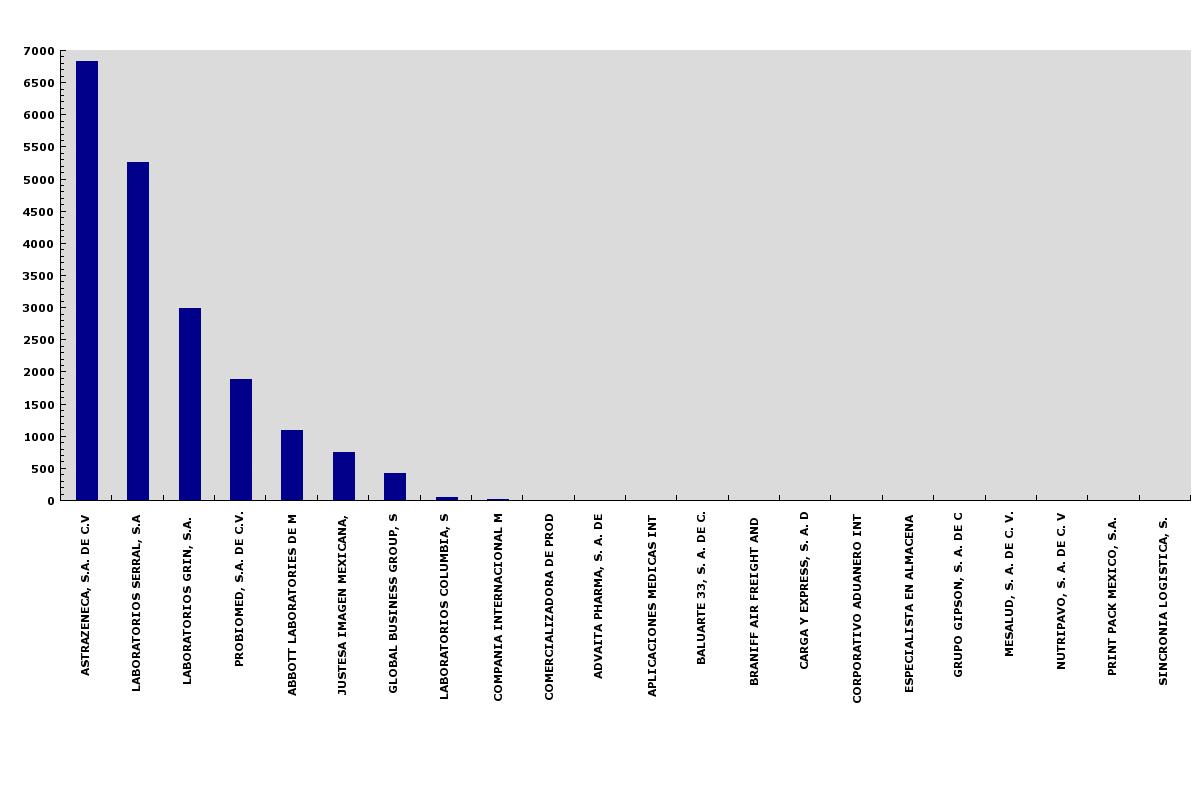 7000
6500
6000
5500
5000
4500
4000
3500
3000
2500
2000
1500
1000
500
0
ASTRAZENECA, S.A. DE C.V
LABORATORIOS SERRAL, S.A
LABORATORIOS GRIN, S.A.
PROBIOMED, S.A. DE C.V.
ABBOTT LABORATORIES DE M
JUSTESA IMAGEN MEXICANA,
GLOBAL BUSINESS GROUP, S
LABORATORIOS COLUMBIA, S
COMPANIA INTERNACIONAL M
COMERCIALIZADORA DE PROD
ADVAITA PHARMA, S. A. DE
APLICACIONES MEDICAS INT
BALUARTE 33, S. A. DE C.
BRANIFF AIR FREIGHT AND
CARGA Y EXPRESS, S. A. D
CORPORATIVO ADUANERO INT
ESPECIALISTA EN ALMACENA
GRUPO GIPSON, S. A. DE C
MESALUD, S. A. DE C. V.
NUTRIPAVO, S. A. DE C. V
PRINT PACK MEXICO, S.A.
SINCRONIA LOGISTICA, S.